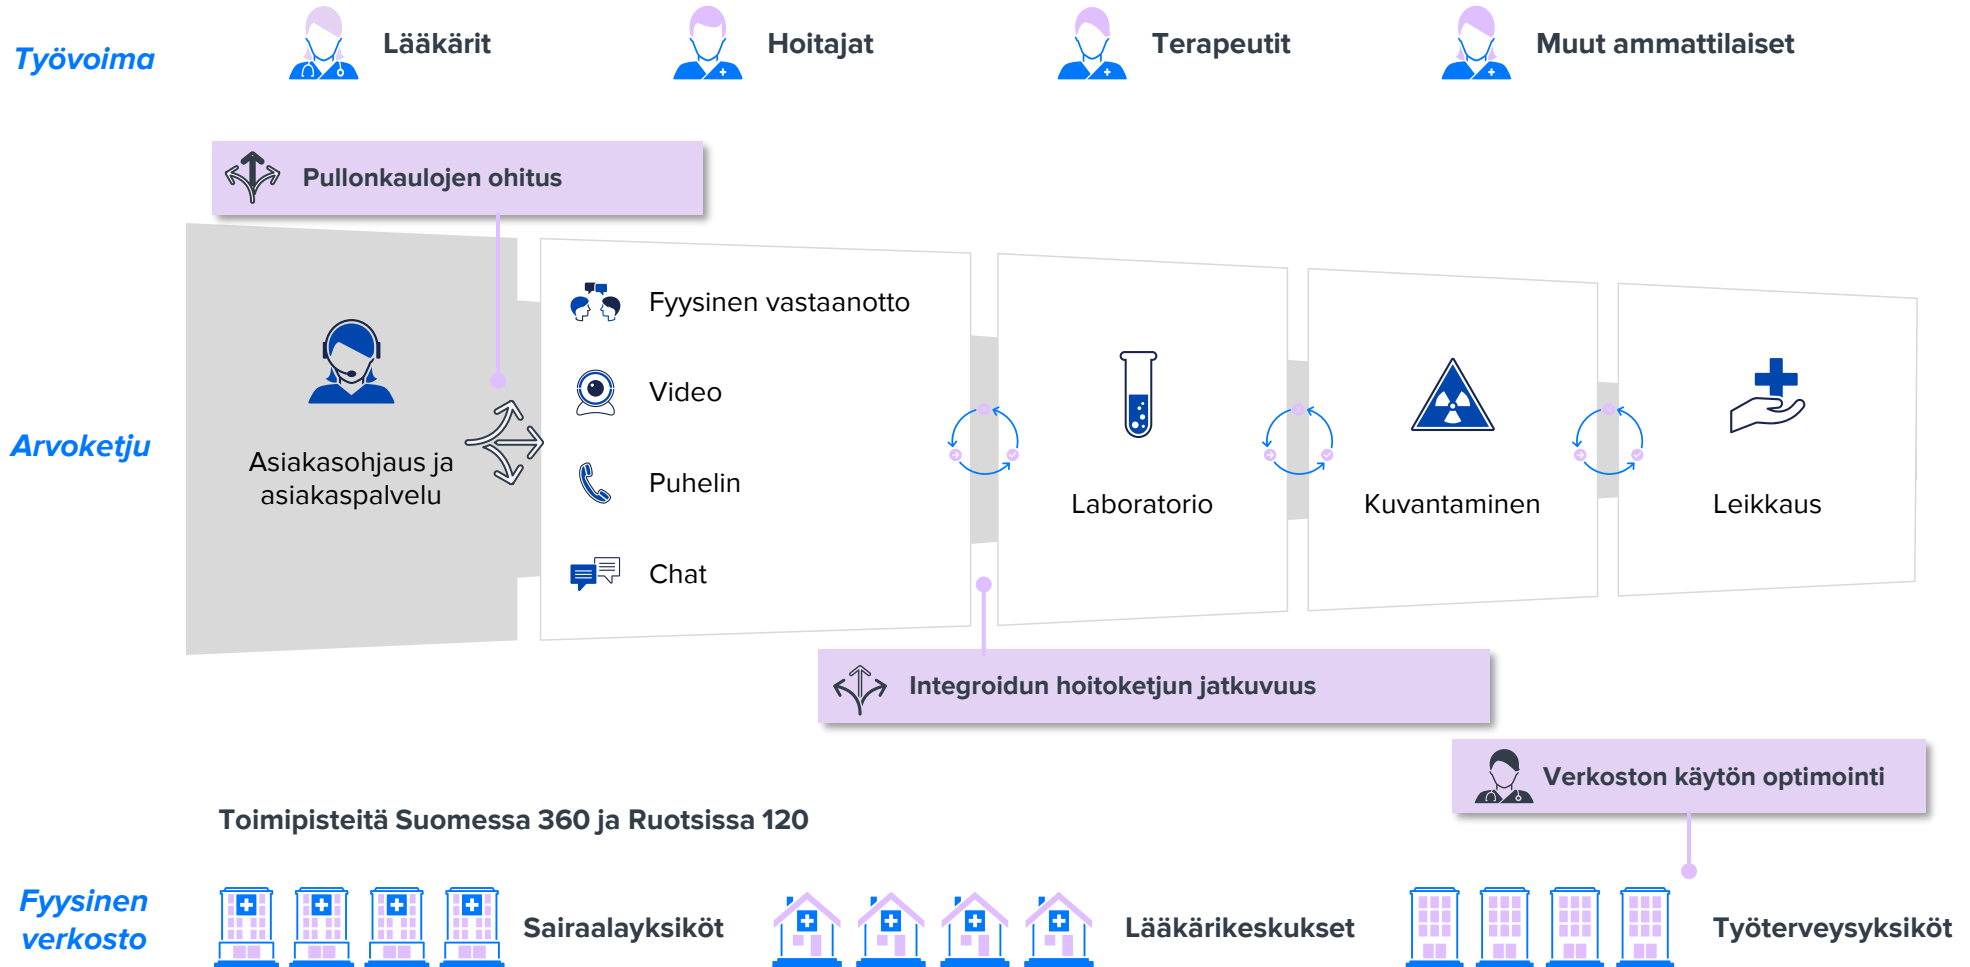 Työvoima
Lääkärit
Hoitajat
Terapeutit
Muut ammattilaiset
Pullonkaulojen ohitus
Arvoketju
Asiakasohjaus ja
asiakaspalvelu
Fyysinen vastaanotto
Video
Puhelin
Chat
Laboratorio
Kuvantaminen
Leikkaus
Integroidun hoitoketjun jatkuvuus
Verkoston käytön optimointi
Toimipisteitä Suomessa 360 ja Ruotsissa 120
Fyysinen
verkosto
Sairaalayksiköt
Lääkärikeskukset
Työterveysyksiköt